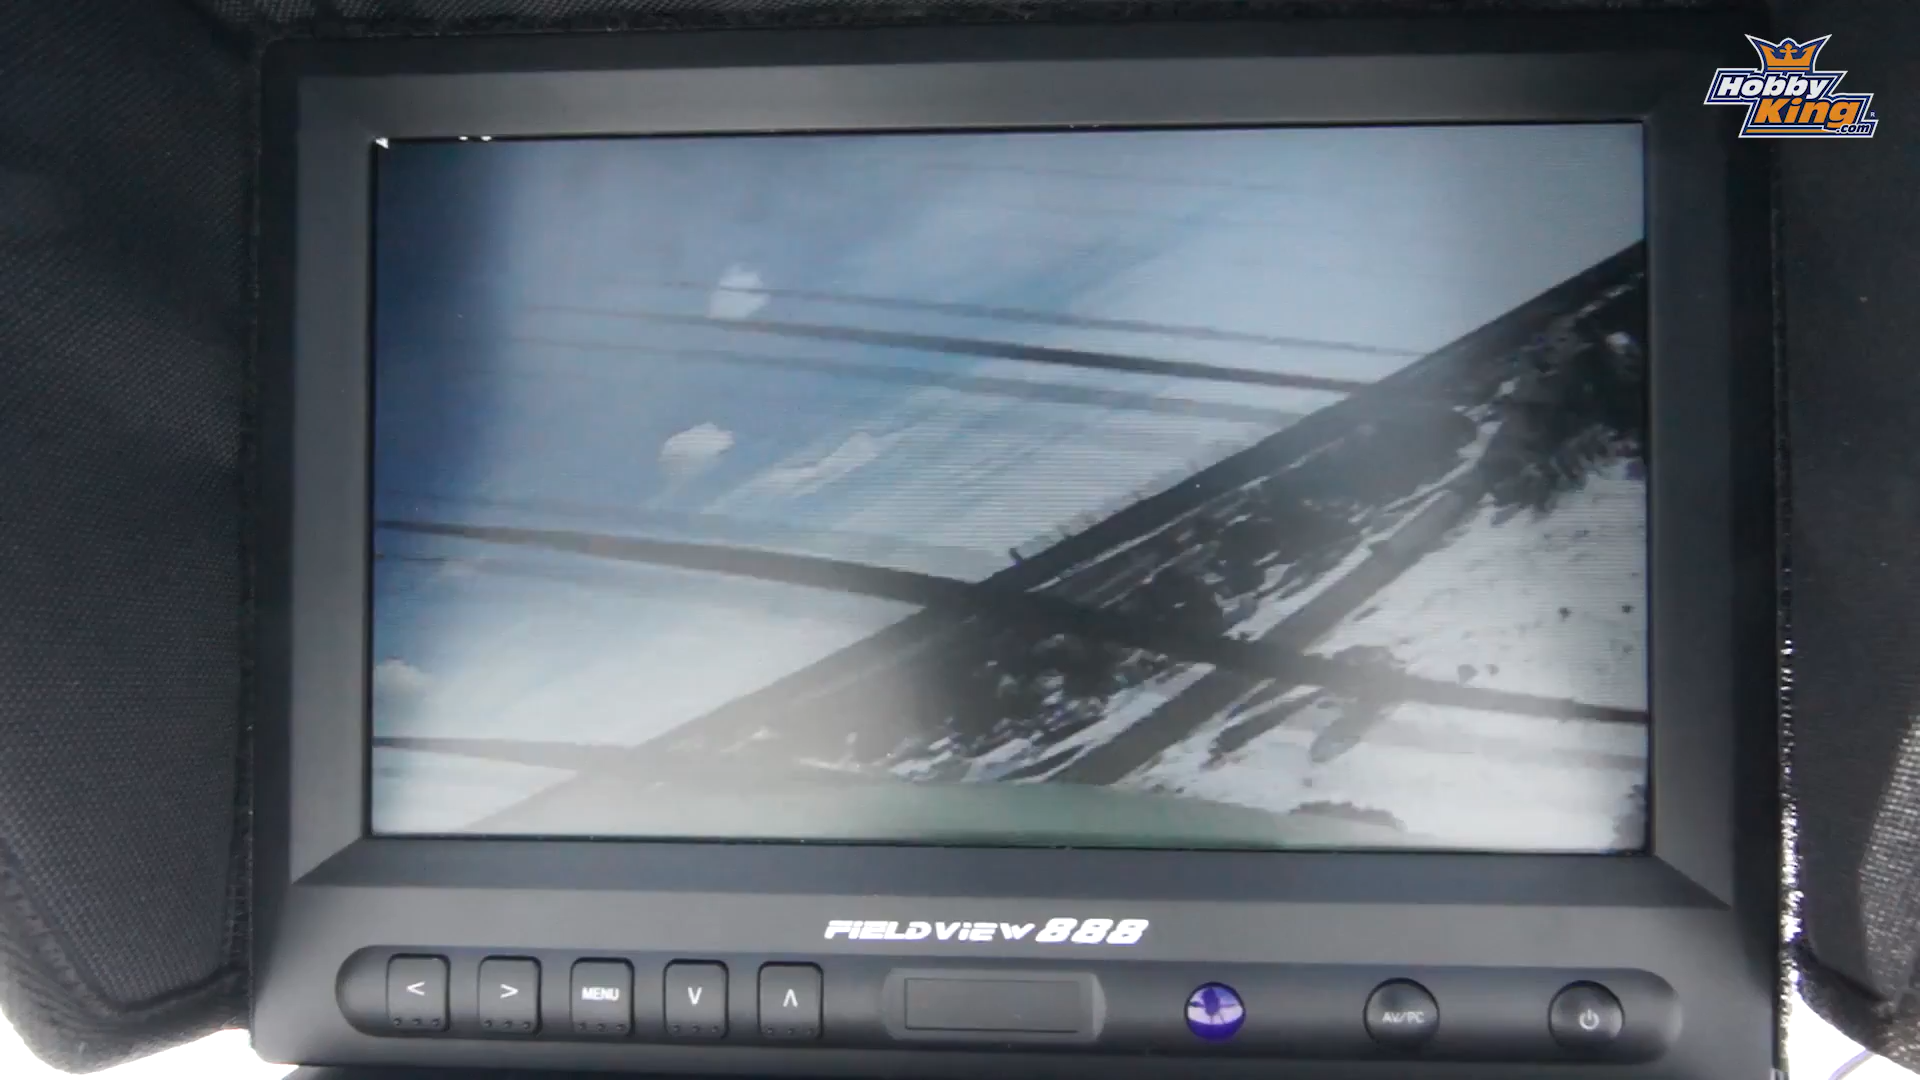 Hobby
King
.com
FIELDVIEW 888
< > MENU V Λ
AV/PC